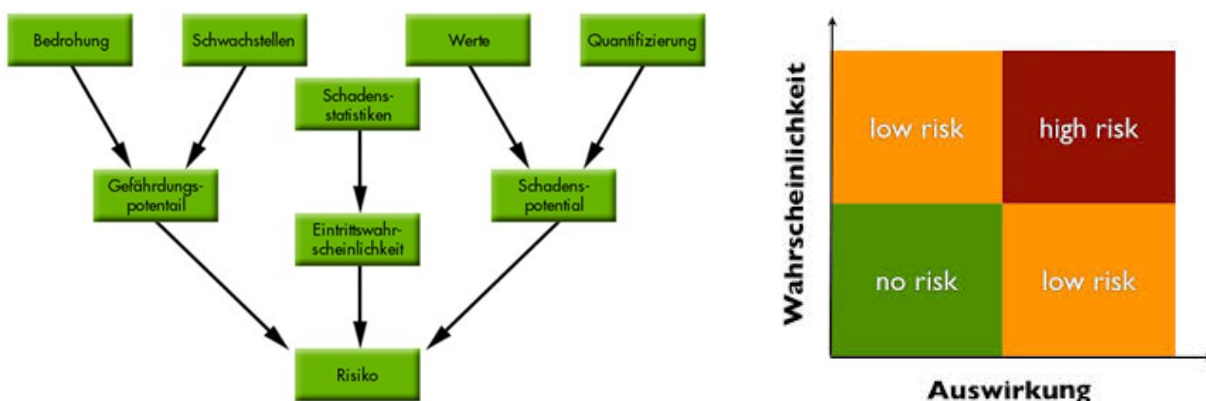 Bedrohung
Schwachstellen
Werte
Quantifizierung
Schadens-
statistiken
Gefährdungs-
potentail
Schadens-
potential
Eintrittswahr-
scheinlichkeit
Risiko
Wahrscheinlichkeit
low risk
high risk
no risk
low risk
Auswirkung